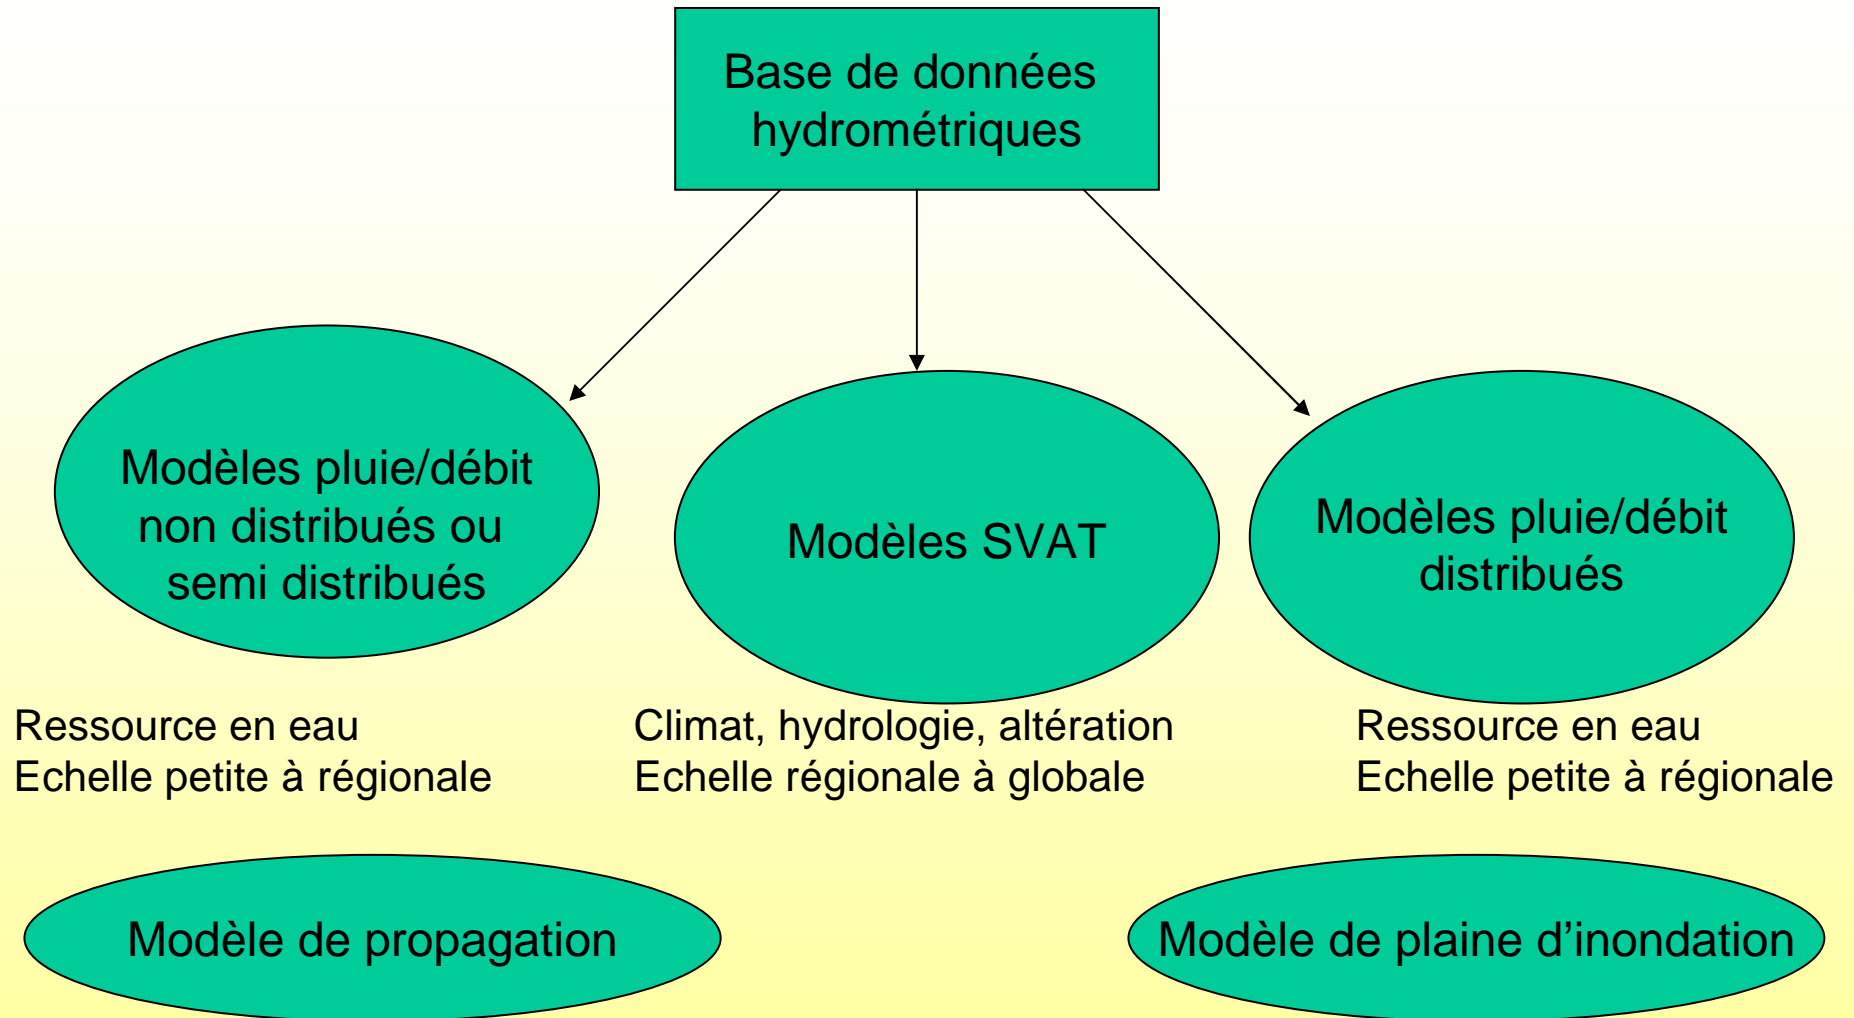 Base de données
hydrométriques
Modèles pluie/débit
non distribués ou
semi distribués
Modèles SVAT
Modèles pluie/débit
distribués
Ressource en eau
Echelle petite à régionale
Climat, hydrologie, altération
Echelle régionale à globale
Ressource en eau
Echelle petite à régionale
Modèle de propagation
Modèle de plaine d’inondation